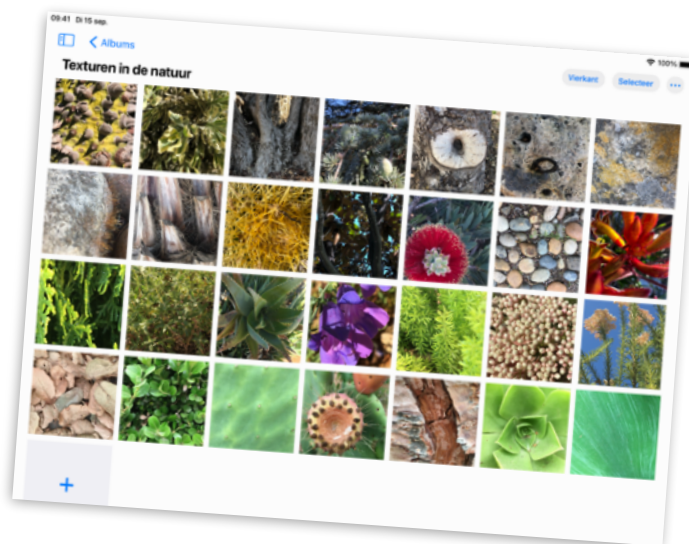 09:41 Di 15 sep.
100%
Albums
Texturen in de natuur
Vierkant
Selecteer